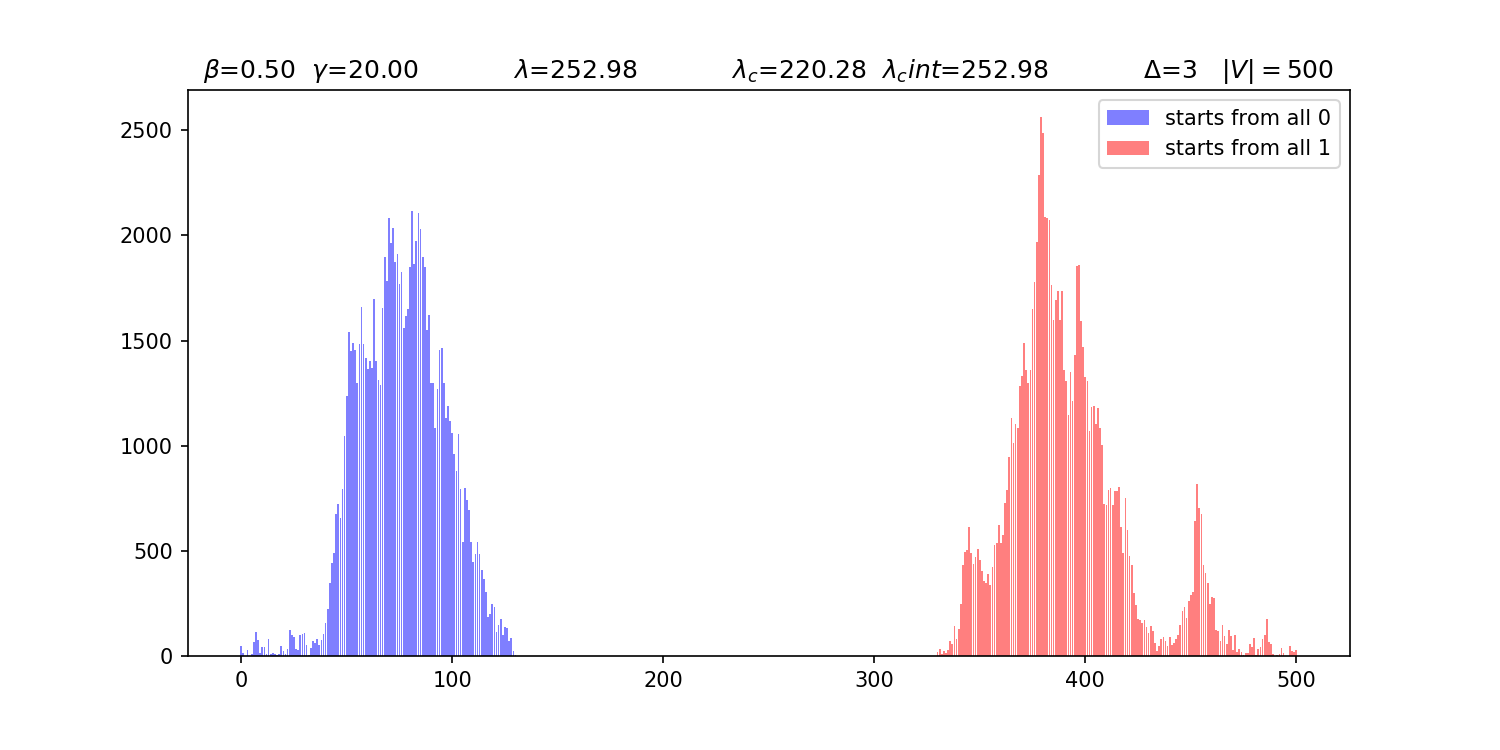 β=0.50 γ=20.00 λ=252.98 λc=220.28 λcint=252.98 Δ=3 |V| = 500
starts from all 0
starts from all 1
2500
2000
1500
1000
500
0
0 100 200 300 400 500